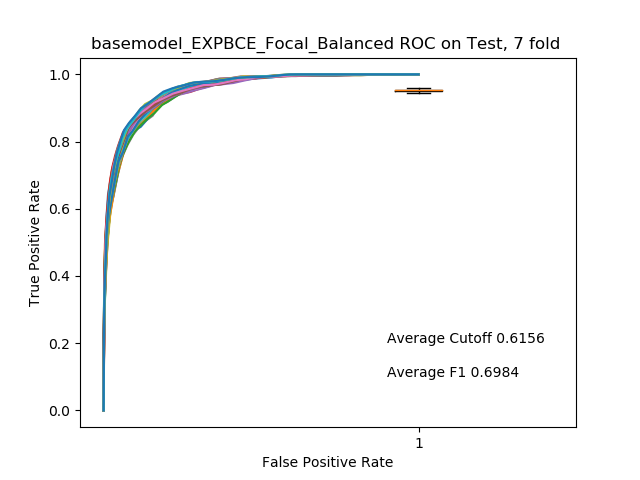 basemodel_EXPBCE_Focal_Balanced ROC on Test, 7 fold
1.0
0.8
0.6
0.4
0.2
0.0
True Positive Rate
Average Cutoff 0.6156
Average F1 0.6984
1
False Positive Rate